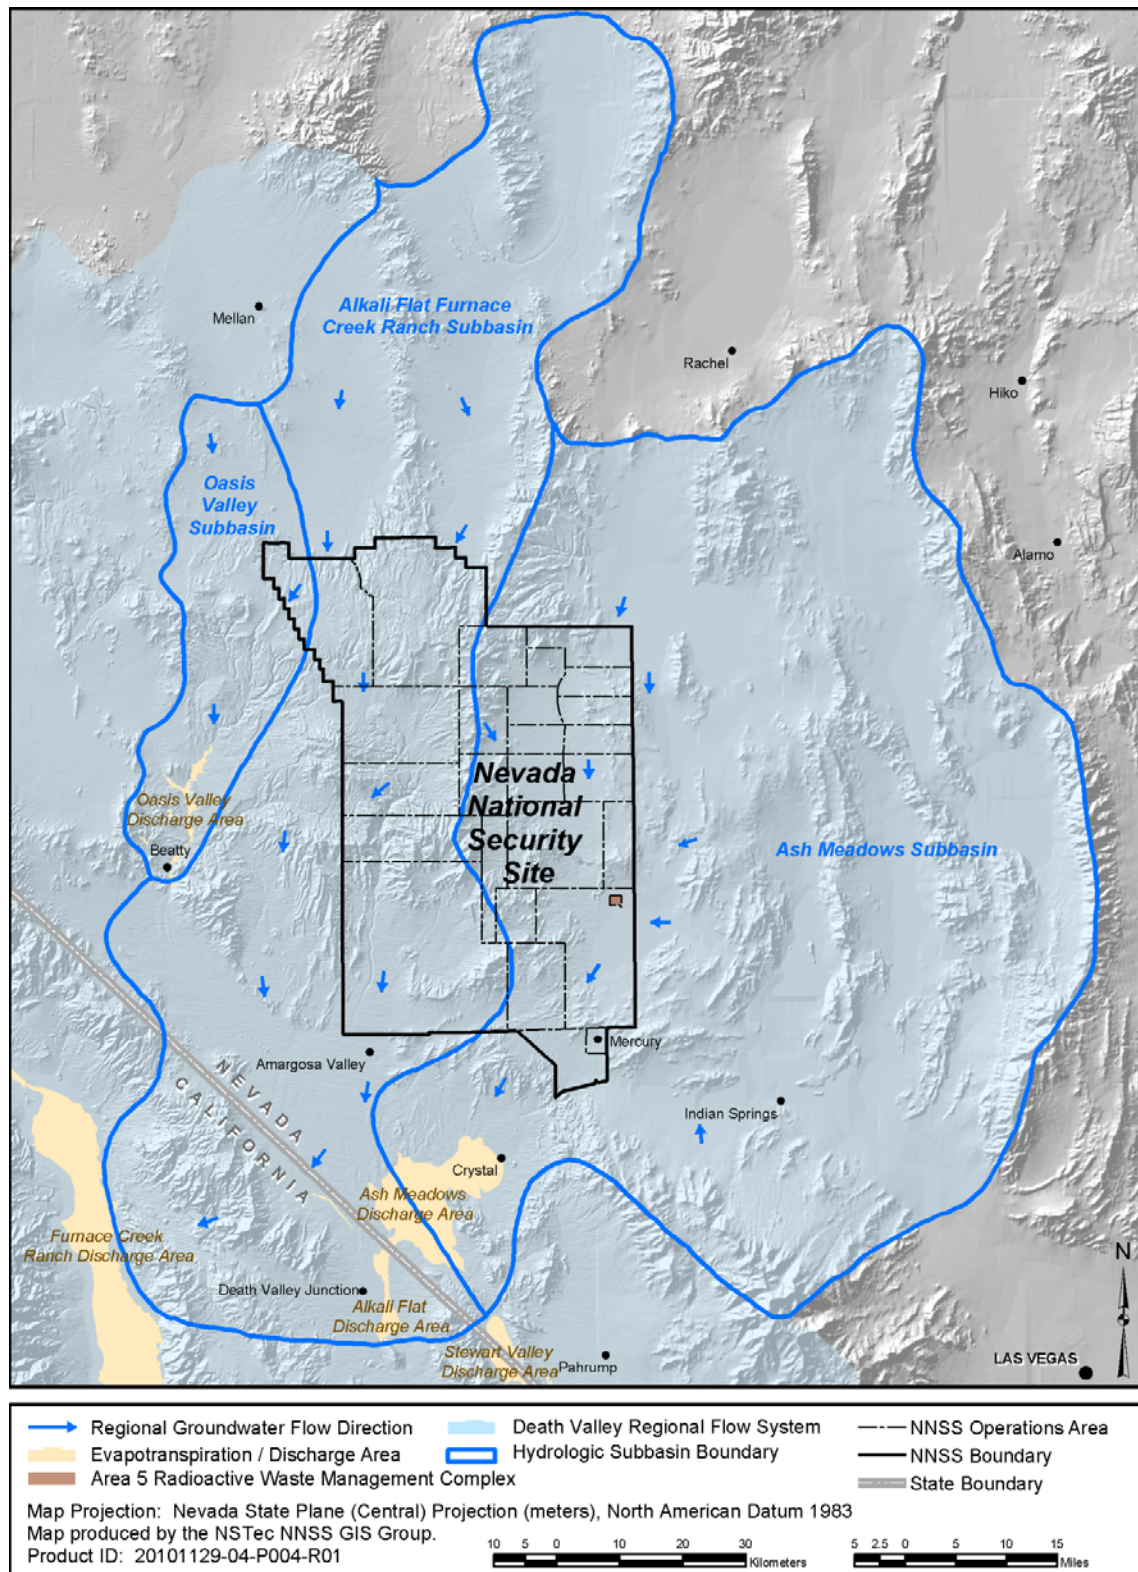 Alkali Flat Furnace
Creek Ranch Subbasin
Mellan
Rachel
Hiko
Oasis
Valley
Subbasin
Alamo
Nevada
National
Security
Site
Oasis Valley
Discharge Area
Beatty
Ash Meadows Subbasin
Mercury
Amargosa Valley
NEVADA
CALIFORNIA
Indian Springs
Crystal
Ash Meadows
Discharge Area
Furnace Creek
Ranch Discharge Area
Death Valley Junction
Alkali Flat
Discharge Area
Stewart Valley
Discharge Area
Pahrump
N
LAS VEGAS
Regional Groundwater Flow Direction
Evapotranspiration / Discharge Area
Area 5 Radioactive Waste Management Complex
Death Valley Regional Flow System
Hydrologic Subbasin Boundary
NNSS Operations Area
NNSS Boundary
State Boundary
Map Projection: Nevada State Plane (Central) Projection (meters), North American Datum 1983
Map produced by the NSTec NNSS GIS Group.
Product ID: 20101129-04-P004-R01
10 5 0 10 20 30
Kilometers
5 2.5 0 5 10 15
Miles